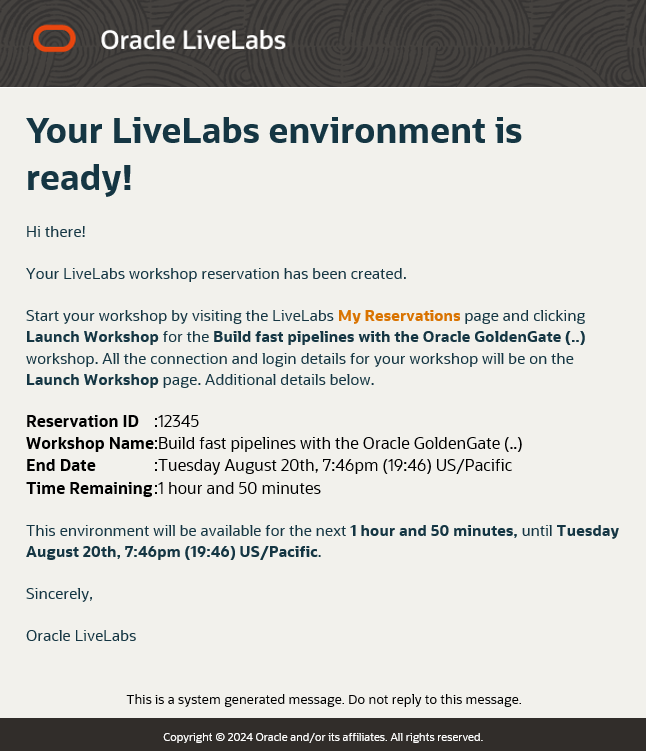 Oracle LiveLabs
Your LiveLabs environment is
ready!
Hi there!
Your LiveLabs workshop reservation has been created.
Start your workshop by visiting the LiveLabs My Reservations page and clicking
Launch Workshop for the Build fast pipelines with the Oracle GoldenGate (..)
workshop. All the connection and login details for your workshop will be on the
Launch Workshop page. Additional details below.
Reservation ID :12345
Workshop Name:Build fast pipelines with the Oracle GoldenGate (..)
End Date :Tuesday August 20th, 7:46pm (19:46) US/Pacific
Time Remaining:1 hour and 50 minutes
This environment will be available for the next 1 hour and 50 minutes, until Tuesday
August 20th, 7:46pm (19:46) US/Pacific.
Sincerely,
Oracle LiveLabs
This is a system generated message. Do not reply to this message.
Copyright © 2024 Oracle and/or its affiliates. All rights reserved.